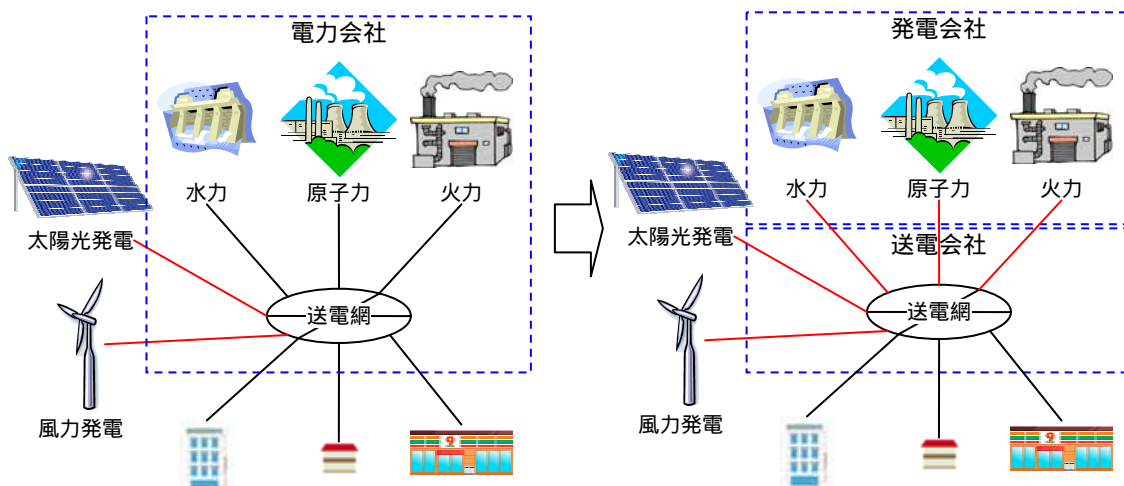 電力会社
水力
原子力
火力
太陽光発電
送電網
風力発電
発電会社
水力
原子力
火力
太陽光発電
送電会社
送電網
風力発電